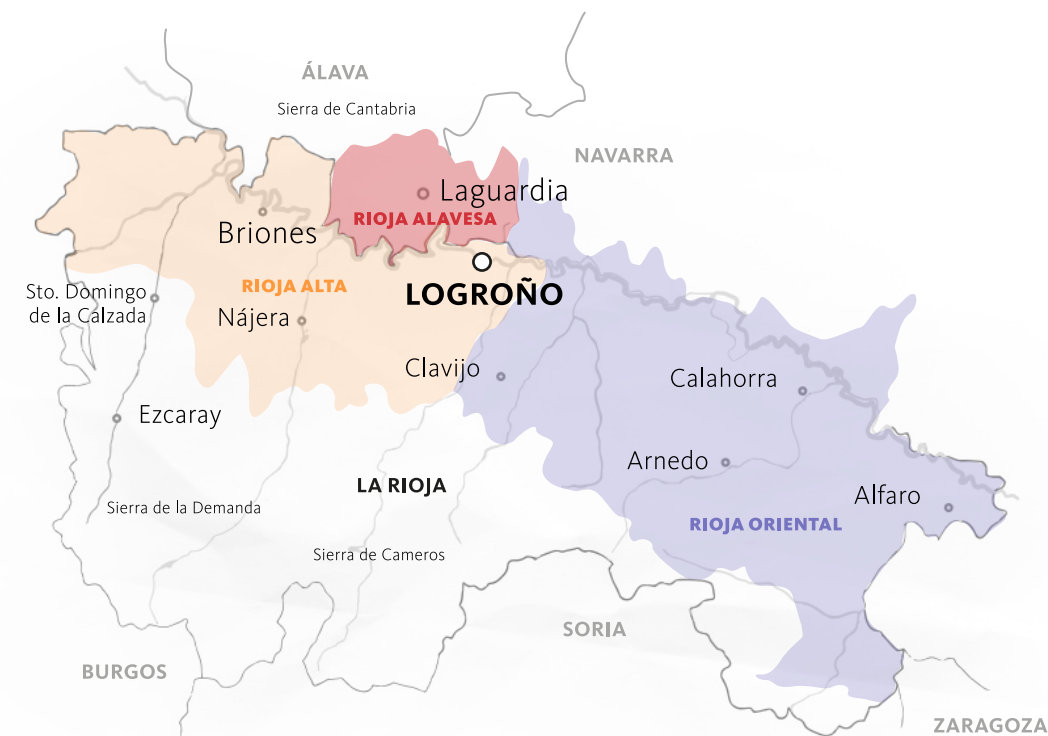 ÁLAVA
Sierra de Cantabria
NAVARRA
Laguardia
RIOJA ALAVESA
Briones
RIOJA ALTA
Sto. Domingo
de la Calzada
LOGROÑO
Nájera
Clavijo
Calahorra
Ezcaray
Arnedo
LA RIOJA
Alfaro
Sierra de la Demanda
RIOJA ORIENTAL
Sierra de Cameros
SORIA
BURGOS
ZARAGOZA